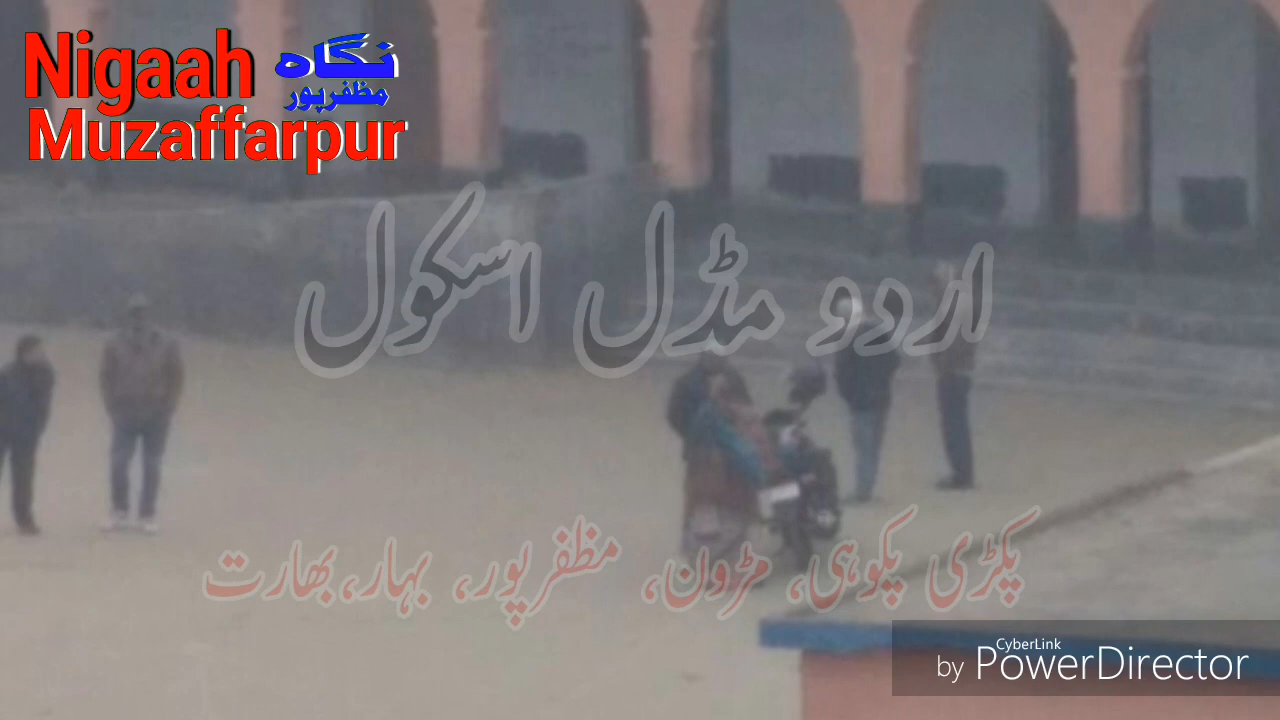 Nigaah نگاہ
Muzaffarpur مظفرپور
اردو مڈل اسکول
پکڑی پکوہی، مڑون، مظفرپور، بہار، بھارت
CyberLink
by PowerDirector